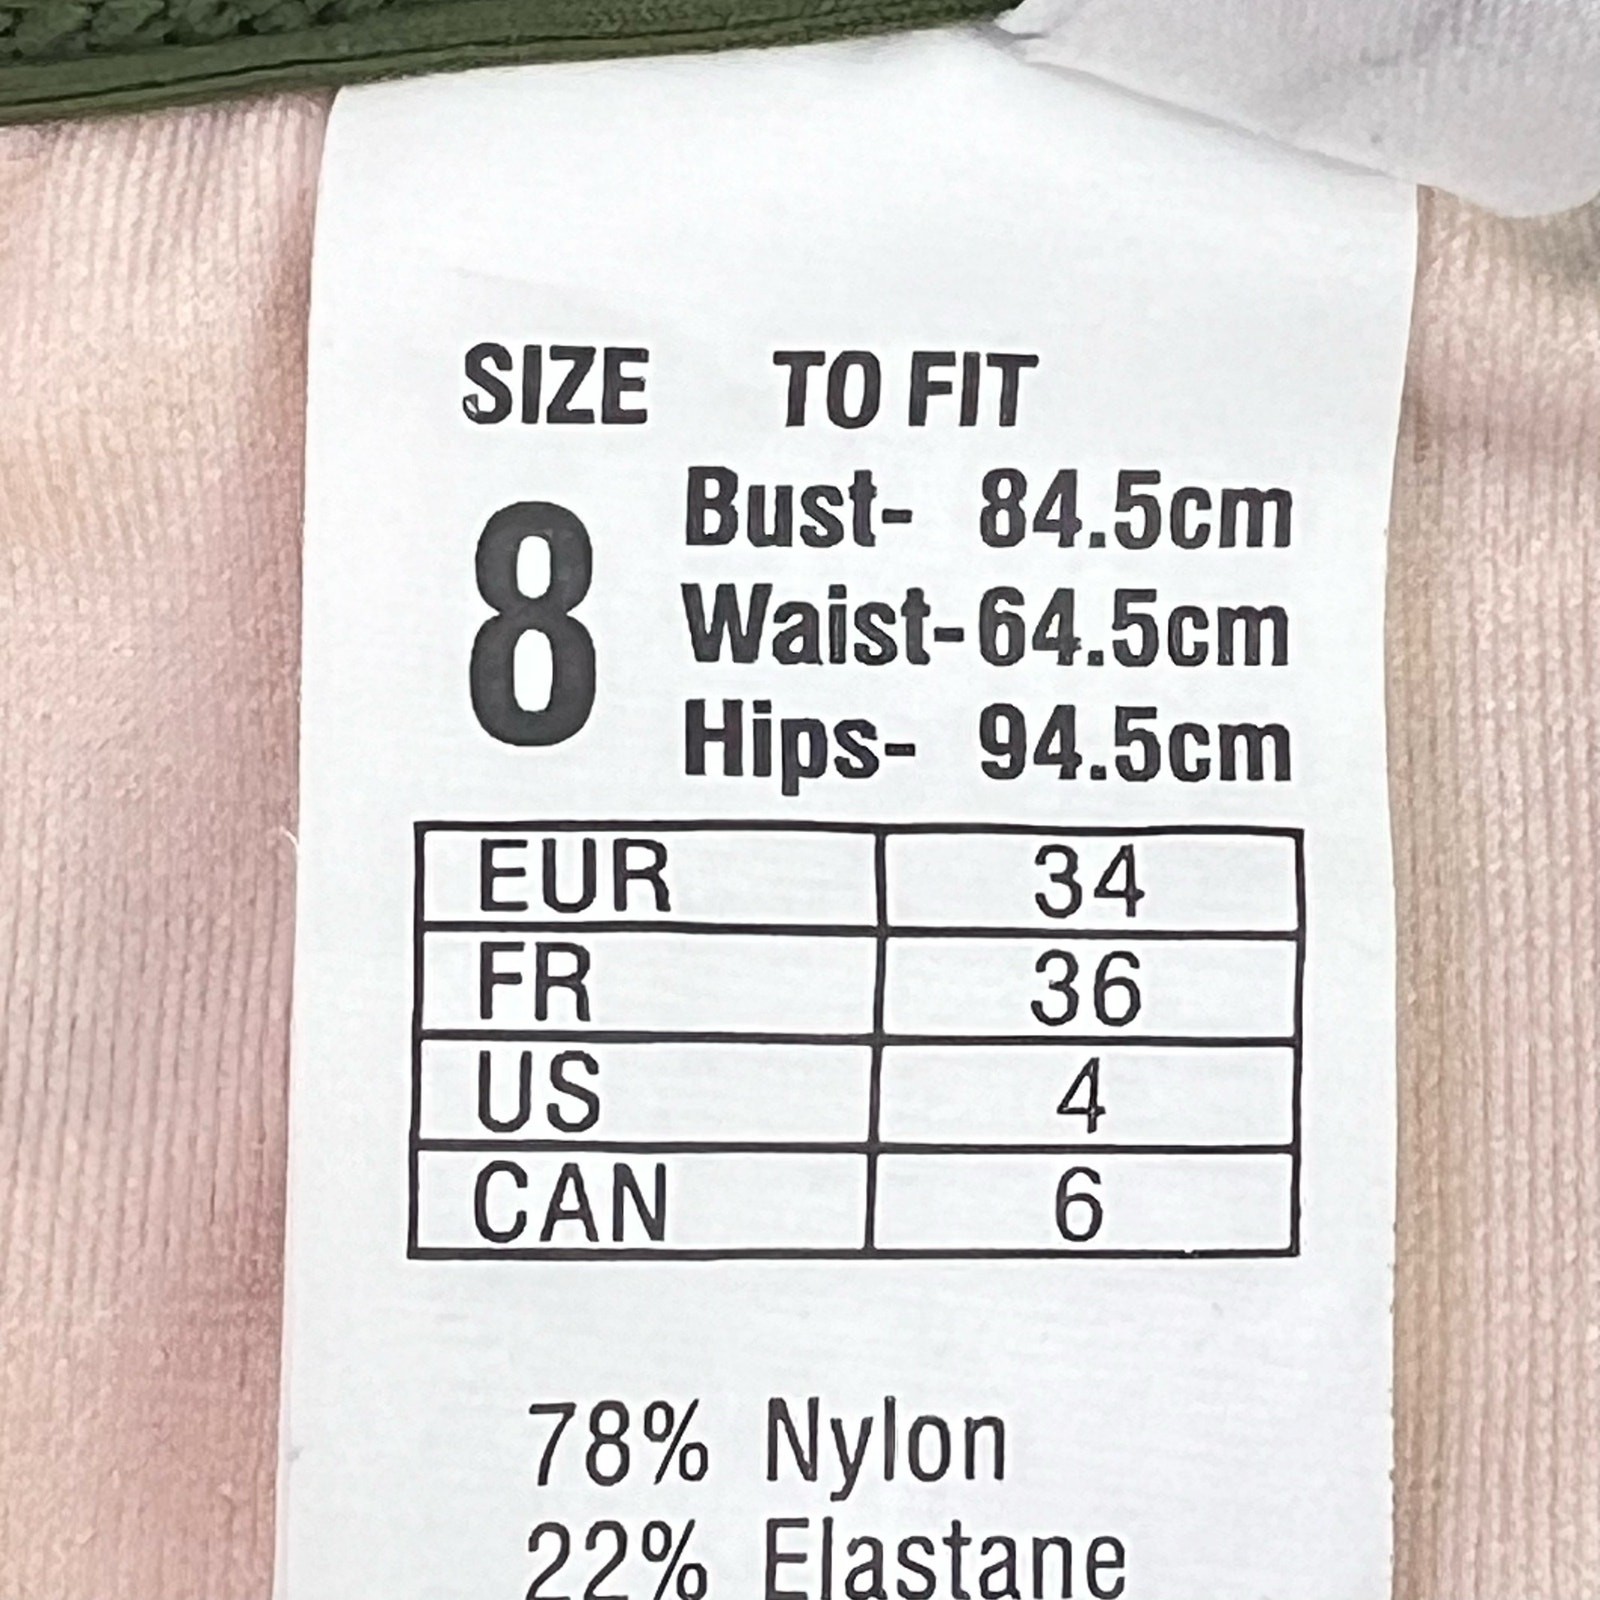 SIZE TO FIT
8
Bust- 84.5cm
Waist-64.5cm
Hips- 94.5cm
EUR 34
FR 36
US 4
CAN 6
78% Nylon
22% Elastane